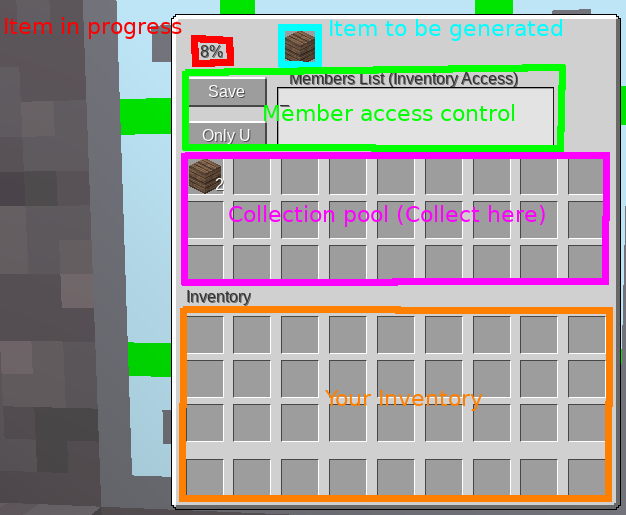 Item in progress
Item to be generated
8%
Members List (Inventory Access)
Save
Member access control
Only U
2
Collection pool (Collect here)
Inventory
Your Inventory